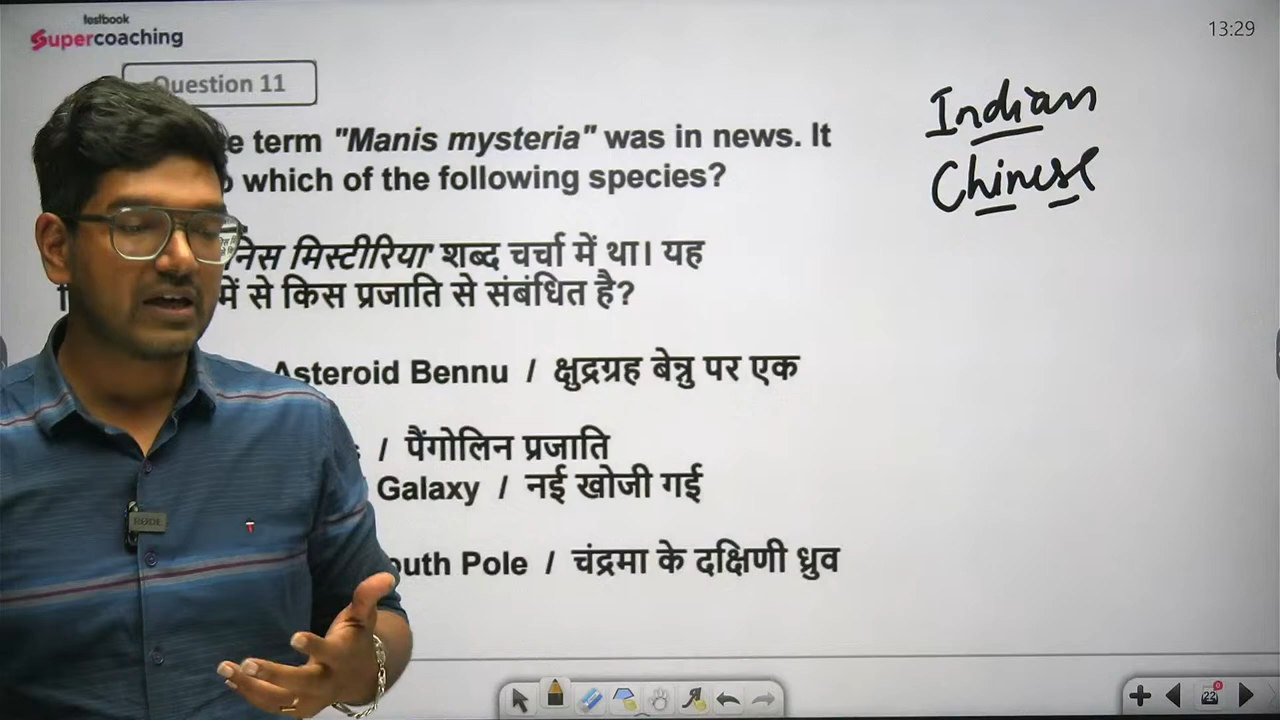 testbook
Supercoaching
13:29
Question 11
term "Manis mysteria" was in news. It
which of the following species?
मिस्टीरिया' शब्द चर्चा में था। यह
में से किस प्रजाति से संबंधित है?
Asteroid Bennu / क्षुद्रग्रह बेन्नु पर एक
/ पैंगोलिन प्रजाति
Galaxy / नई खोजी गई
Pole / चंद्रमा के दक्षिणी ध्रुव
Indian
Chinese
22